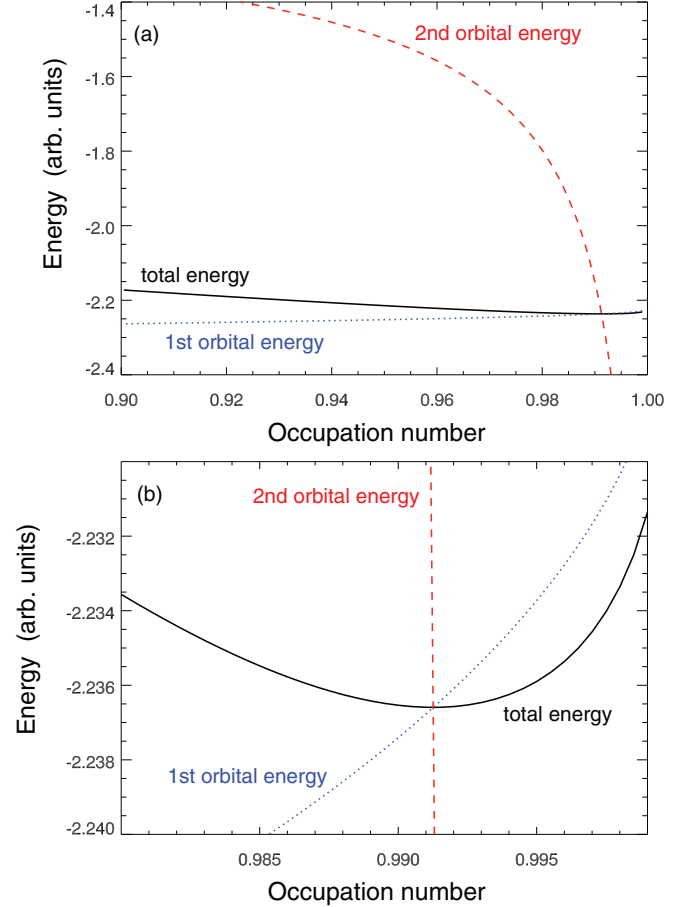 (a)
2nd orbital energy
total energy
1st orbital energy
Energy (arb. units)
-1.4
-1.6
-1.8
-2.0
-2.2
-2.4
0.90
0.92
0.94
0.96
0.98
1.00
Occupation number
(b)
2nd orbital energy
total energy
1st orbital energy
Energy (arb. units)
-2.232
-2.234
-2.236
-2.238
-2.240
0.985
0.990
0.995
Occupation number